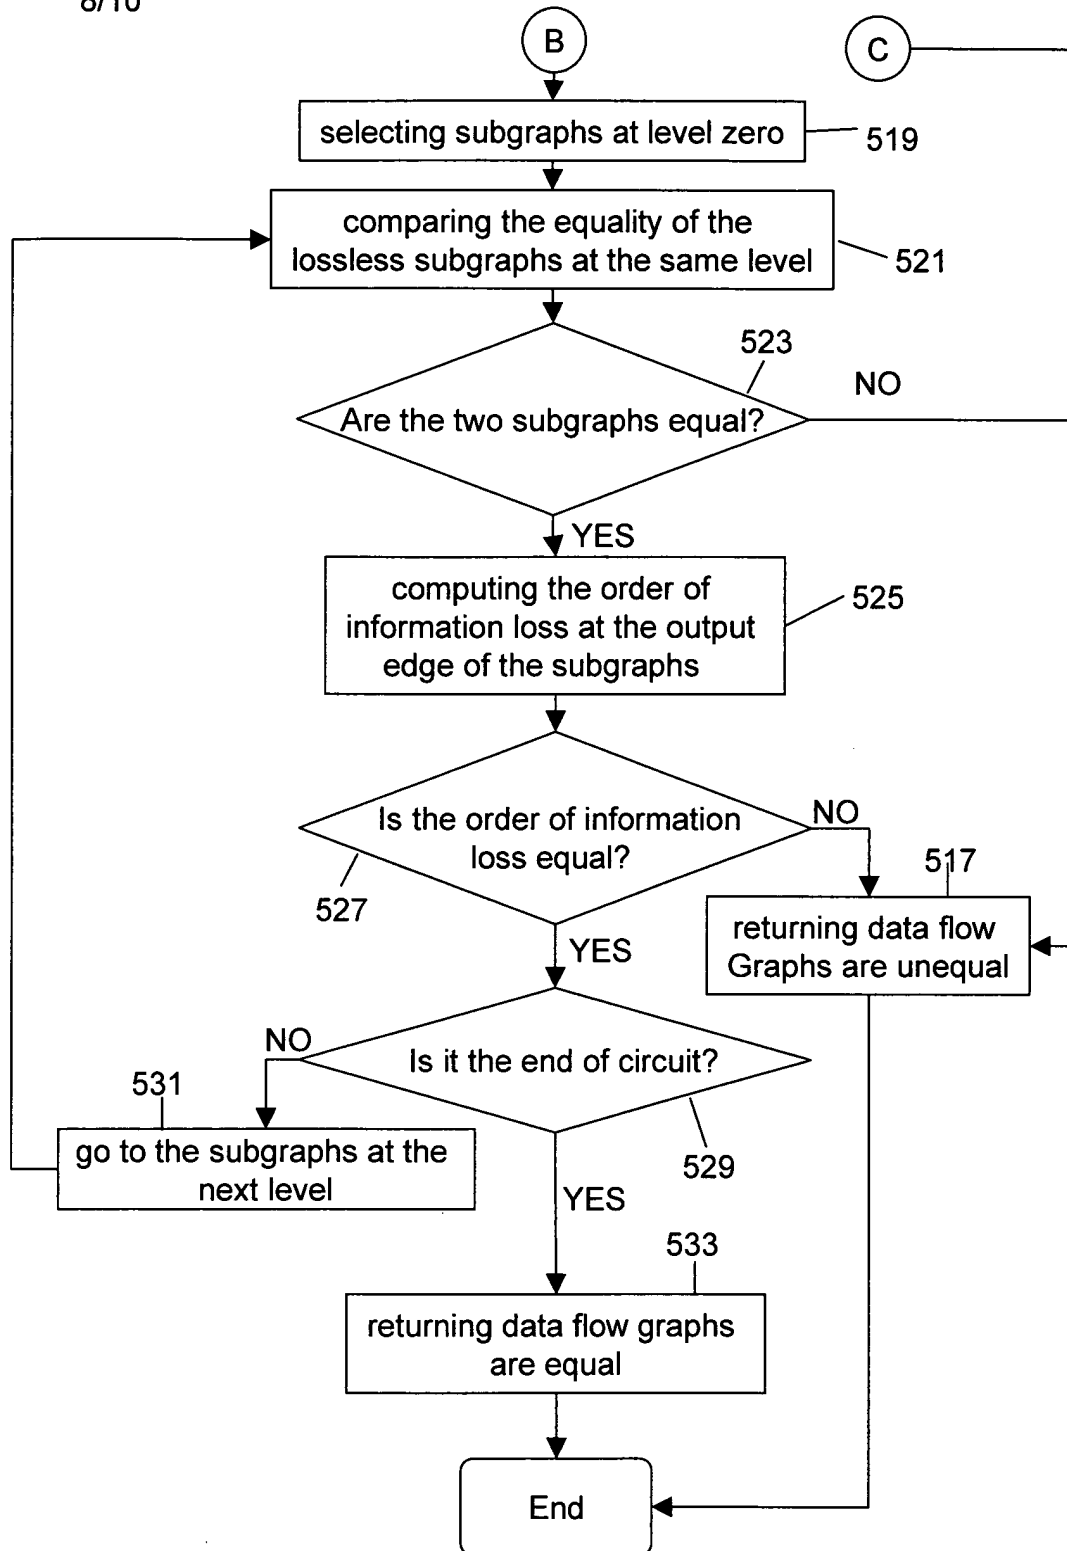 8/10
B
C
selecting subgraphs at level zero
519
comparing the equality of the
lossless subgraphs at the same level
521
523
NO
Are the two subgraphs equal?
YES
computing the order of
information loss at the output
edge of the subgraphs
525
Is the order of information
loss equal?
NO
527
517
YES
returning data flow
Graphs are unequal
NO
Is it the end of circuit?
531
529
go to the subgraphs at the
next level
YES
533
returning data flow graphs
are equal
End